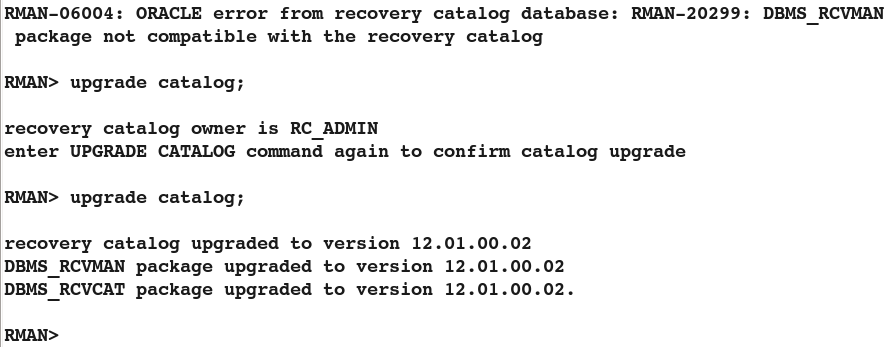 RMAN-06004: ORACLE error from recovery catalog database: RMAN-20299: DBMS_RCVMAN
package not compatible with the recovery catalog
RMAN> upgrade catalog;
recovery catalog owner is RC_ADMIN
enter UPGRADE CATALOG command again to confirm catalog upgrade
RMAN> upgrade catalog;
recovery catalog upgraded to version 12.01.00.02
DBMS_RCVMAN package upgraded to version 12.01.00.02
DBMS_RCVCAT package upgraded to version 12.01.00.02.
RMAN>